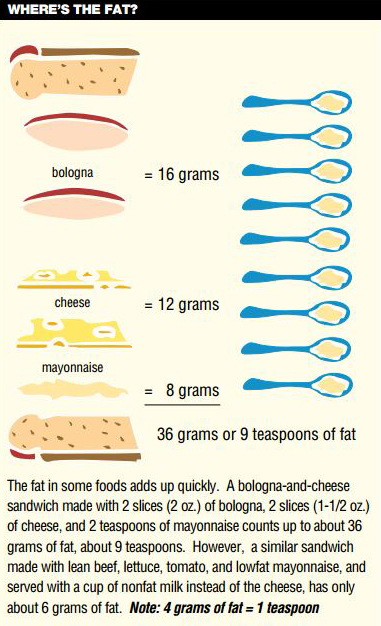 WHERE'S THE FAT?
bologna
= 16 grams
cheese
= 12 grams
mayonnaise
= 8 grams
36 grams or 9 teaspoons of fat
The fat in some foods adds up quickly. A bologna-and-cheese
sandwich made with 2 slices (2 oz.) of bologna, 2 slices (1-1/2 oz.)
of cheese, and 2 teaspoons of mayonnaise counts up to about 36
grams of fat, about 9 teaspoons. However, a similar sandwich
made with lean beef, lettuce, tomato, and lowfat mayonnaise, and
served with a cup of nonfat milk instead of the cheese, has only
about 6 grams of fat. Note: 4 grams of fat = 1 teaspoon